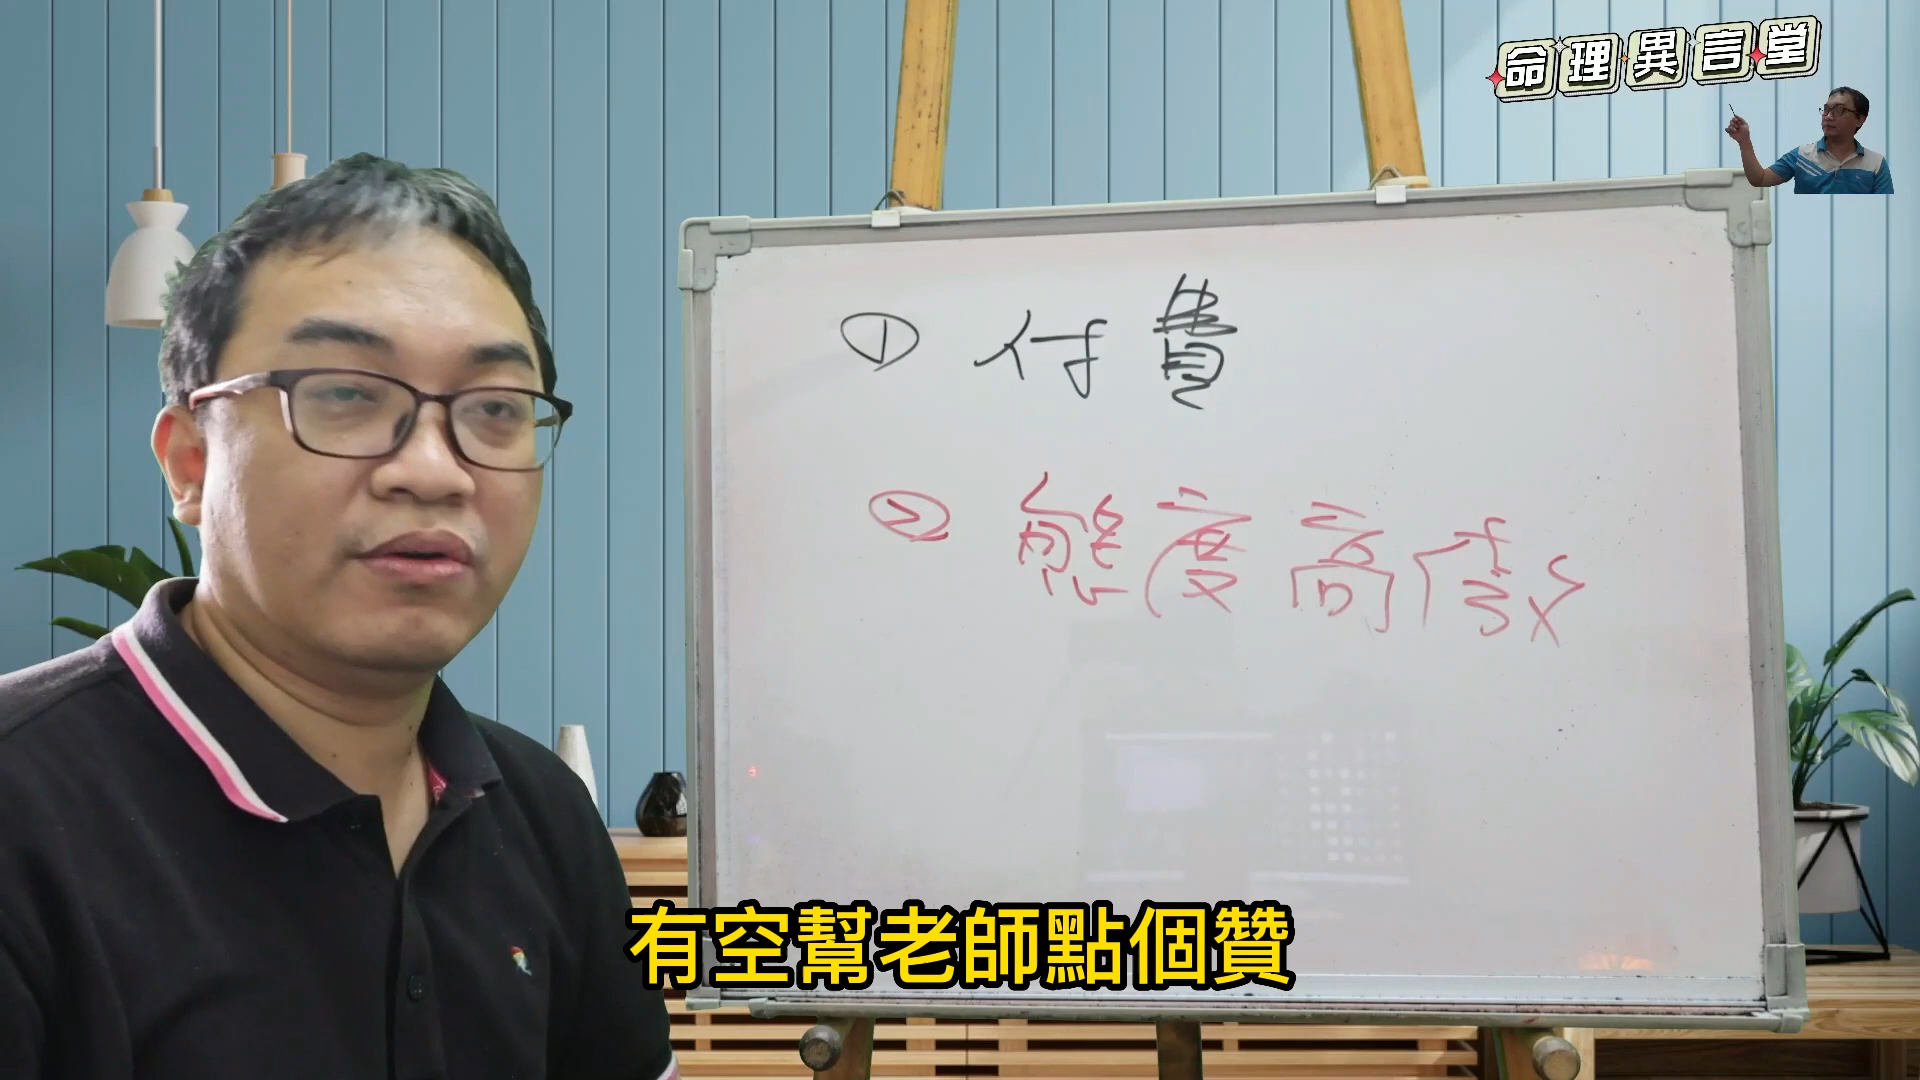 命理異言堂
① 付費
② 態度高傲
有空幫老師點個贊